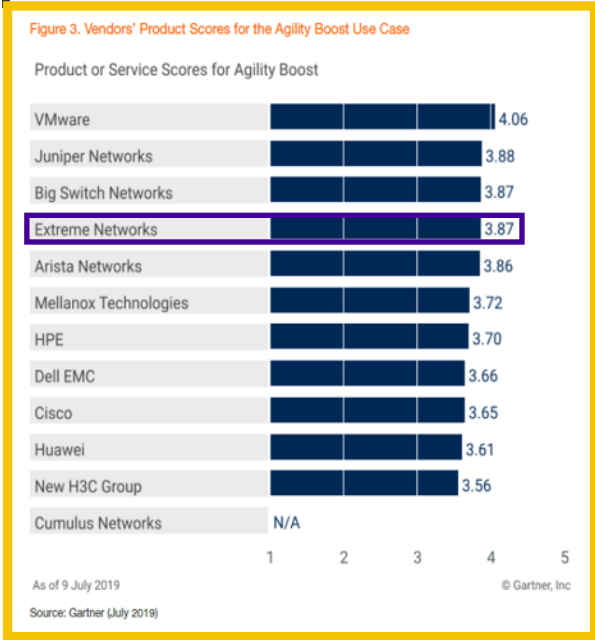 Figure 3. Vendors' Product Scores for the Agility Boost Use Case
Product or Service Scores for Agility Boost
VMware 4.06
Juniper Networks 3.88
Big Switch Networks 3.87
Extreme Networks 3.87
Arista Networks 3.86
Mellanox Technologies 3.72
HPE 3.70
Dell EMC 3.66
Cisco 3.65
Huawei 3.61
New H3C Group 3.56
Cumulus Networks N/A
1 2 3 4 5
As of 9 July 2019 © Gartner, Inc
Source: Gartner (July 2019)